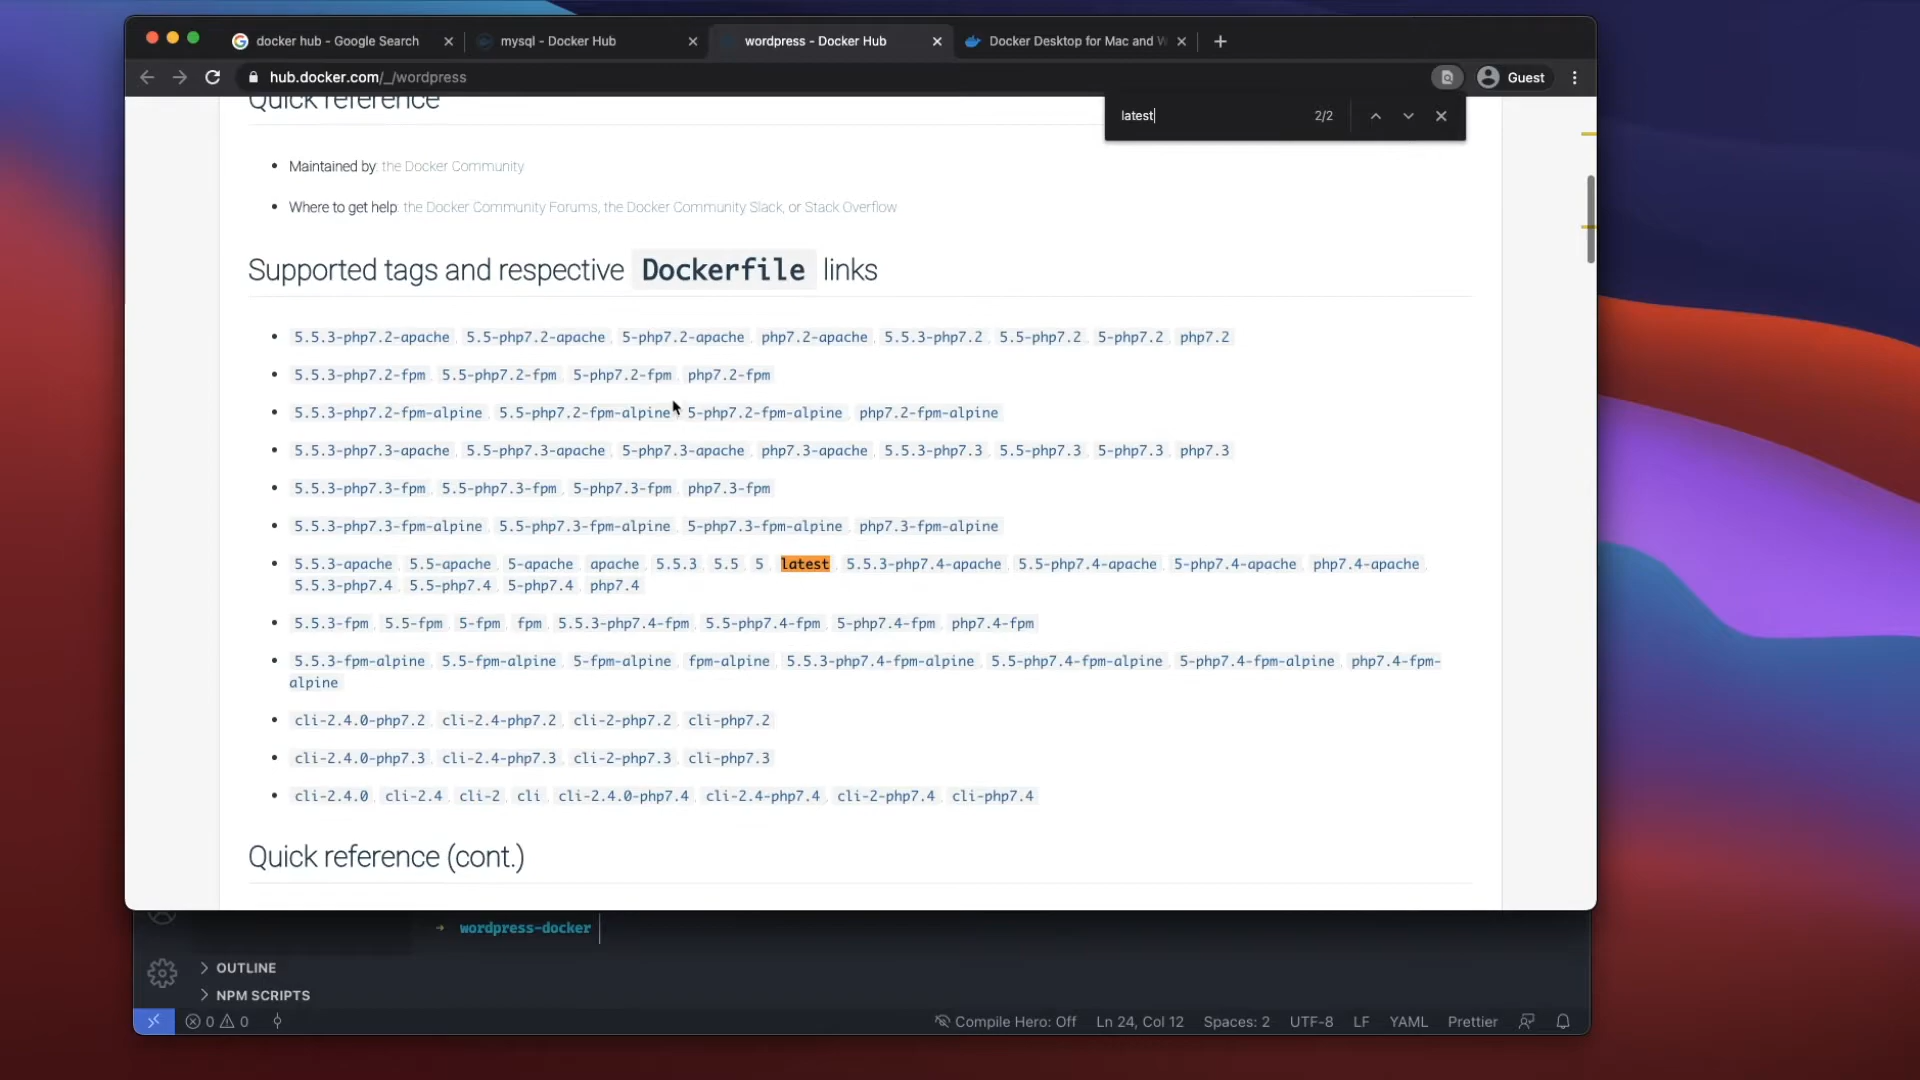 docker hub - Google Search
mysql - Docker Hub
wordpress - Docker Hub
Docker Desktop for Mac and W
hub.docker.com/_/wordpress
Guest
latest
2/2
Quick reference
Maintained by: the Docker Community
Where to get help: the Docker Community Forums, the Docker Community Slack, or Stack Overflow
Supported tags and respective Dockerfile links
5.5.3-php7.2-apache, 5.5-php7.2-apache, 5-php7.2-apache, php7.2-apache, 5.5.3-php7.2, 5.5-php7.2, 5-php7.2, php7.2
5.5.3-php7.2-fpm, 5.5-php7.2-fpm, 5-php7.2-fpm, php7.2-fpm
5.5.3-php7.2-fpm-alpine, 5.5-php7.2-fpm-alpine, 5-php7.2-fpm-alpine, php7.2-fpm-alpine
5.5.3-php7.3-apache, 5.5-php7.3-apache, 5-php7.3-apache, php7.3-apache, 5.5.3-php7.3, 5.5-php7.3, 5-php7.3, php7.3
5.5.3-php7.3-fpm, 5.5-php7.3-fpm, 5-php7.3-fpm, php7.3-fpm
5.5.3-php7.3-fpm-alpine, 5.5-php7.3-fpm-alpine, 5-php7.3-fpm-alpine, php7.3-fpm-alpine
5.5.3-apache, 5.5-apache, 5-apache, apache, 5.5.3, 5.5, 5, latest, 5.5.3-php7.4-apache, 5.5-php7.4-apache, 5-php7.4-apache, php7.4-apache,
5.5.3-php7.4, 5.5-php7.4, 5-php7.4, php7.4
5.5.3-fpm, 5.5-fpm, 5-fpm, fpm, 5.5.3-php7.4-fpm, 5.5-php7.4-fpm, 5-php7.4-fpm, php7.4-fpm
5.5.3-fpm-alpine, 5.5-fpm-alpine, 5-fpm-alpine, fpm-alpine, 5.5.3-php7.4-fpm-alpine, 5.5-php7.4-fpm-alpine, 5-php7.4-fpm-alpine, php7.4-fpm-
alpine
cli-2.4.0-php7.2, cli-2.4-php7.2, cli-2-php7.2, cli-php7.2
cli-2.4.0-php7.3, cli-2.4-php7.3, cli-2-php7.3, cli-php7.3
cli-2.4.0, cli-2.4, cli-2, cli, cli-2.4.0-php7.4, cli-2.4-php7.4, cli-2-php7.4, cli-php7.4
Quick reference (cont.)
→ wordpress-docker
OUTLINE
NPM SCRIPTS
0 0
Compile Hero: Off
Ln 24, Col 12
Spaces: 2
UTF-8
LF
YAML
Prettier